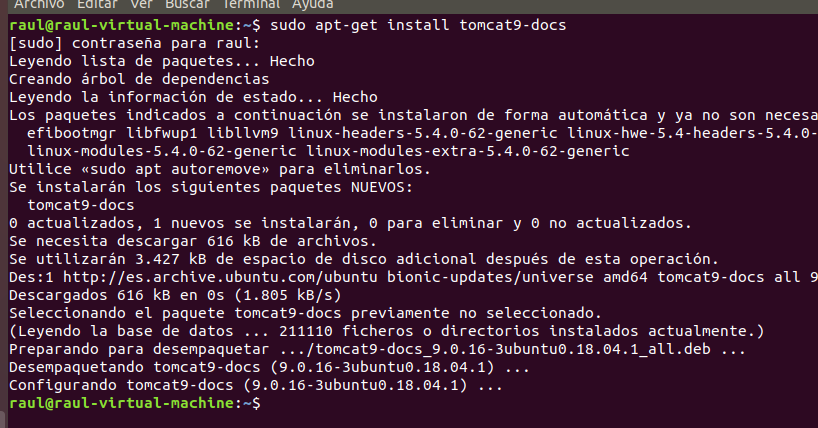 Archivo Editar Ver Buscar Terminal Ayuda
raul@raul-virtual-machine:~$ sudo apt-get install tomcat9-docs
[sudo] contraseña para raul:
Leyendo lista de paquetes... Hecho
Creando árbol de dependencias
Leyendo la información de estado... Hecho
Los paquetes indicados a continuación se instalaron de forma automática y ya no son necesa
efibootmgr libfwup1 libllvm9 linux-headers-5.4.0-62-generic linux-hwe-5.4-headers-5.4.0-
linux-modules-5.4.0-62-generic linux-modules-extra-5.4.0-62-generic
Utilice «sudo apt autoremove» para eliminarlos.
Se instalarán los siguientes paquetes NUEVOS:
tomcat9-docs
0 actualizados, 1 nuevos se instalarán, 0 para eliminar y 0 no actualizados.
Se necesita descargar 616 kB de archivos.
Se utilizarán 3.427 kB de espacio de disco adicional después de esta operación.
Des:1 http://es.archive.ubuntu.com/ubuntu bionic-updates/universe amd64 tomcat9-docs all 9
Descargados 616 kB en 0s (1.805 kB/s)
Seleccionando el paquete tomcat9-docs previamente no seleccionado.
(Leyendo la base de datos ... 211110 ficheros o directorios instalados actualmente.)
Preparando para desempaquetar .../tomcat9-docs_9.0.16-3ubuntu0.18.04.1_all.deb ...
Desempaquetando tomcat9-docs (9.0.16-3ubuntu0.18.04.1) ...
Configurando tomcat9-docs (9.0.16-3ubuntu0.18.04.1) ...
raul@raul-virtual-machine:~$